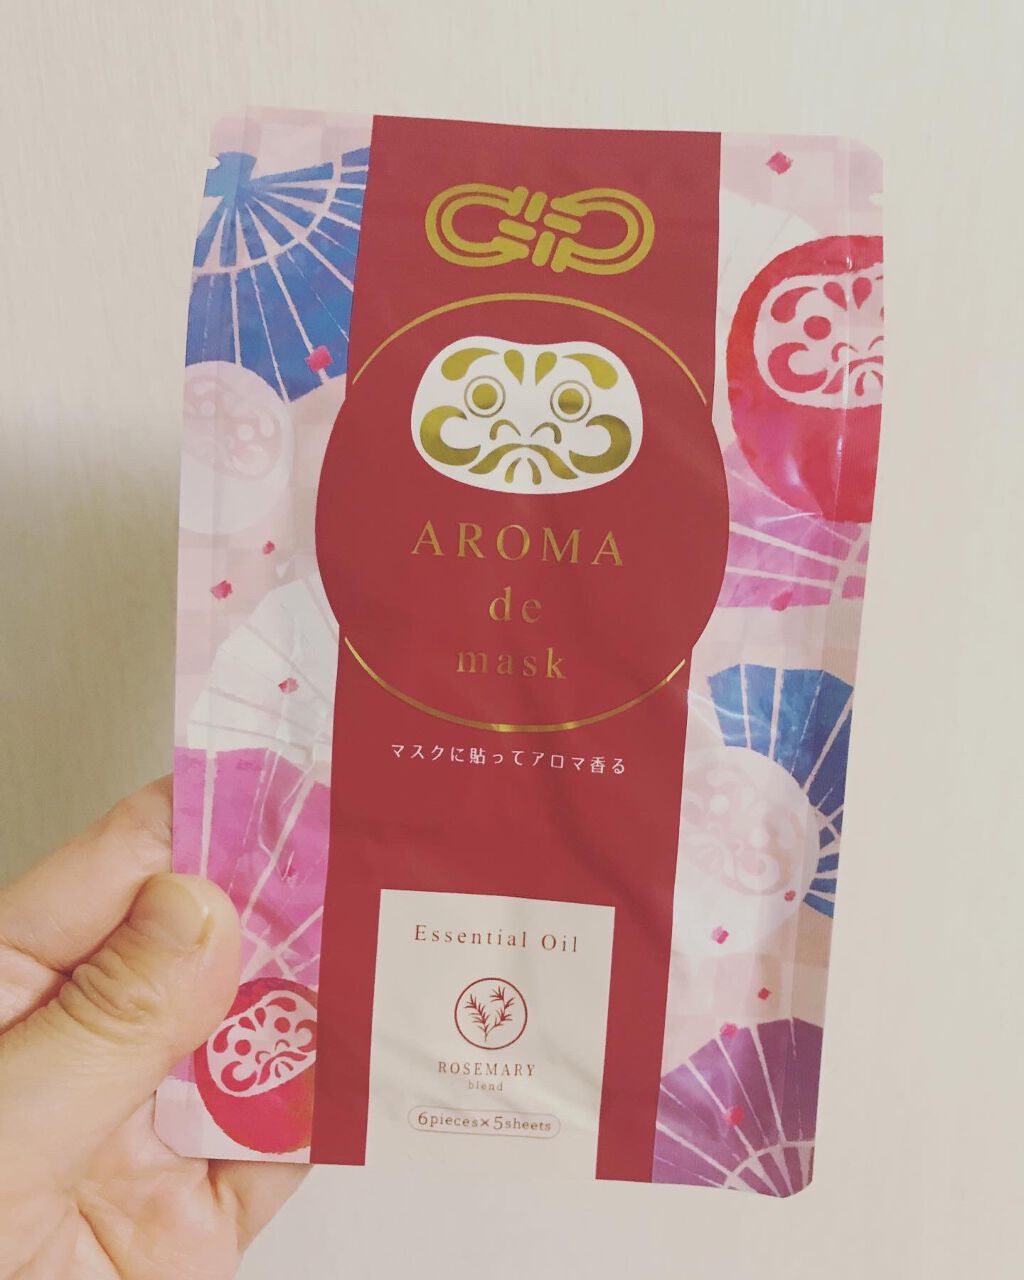 AROMA
de
mask
マスクに貼ってアロマ香る
Essential Oil
ROSEMARY
blend
6pieces×5sheets